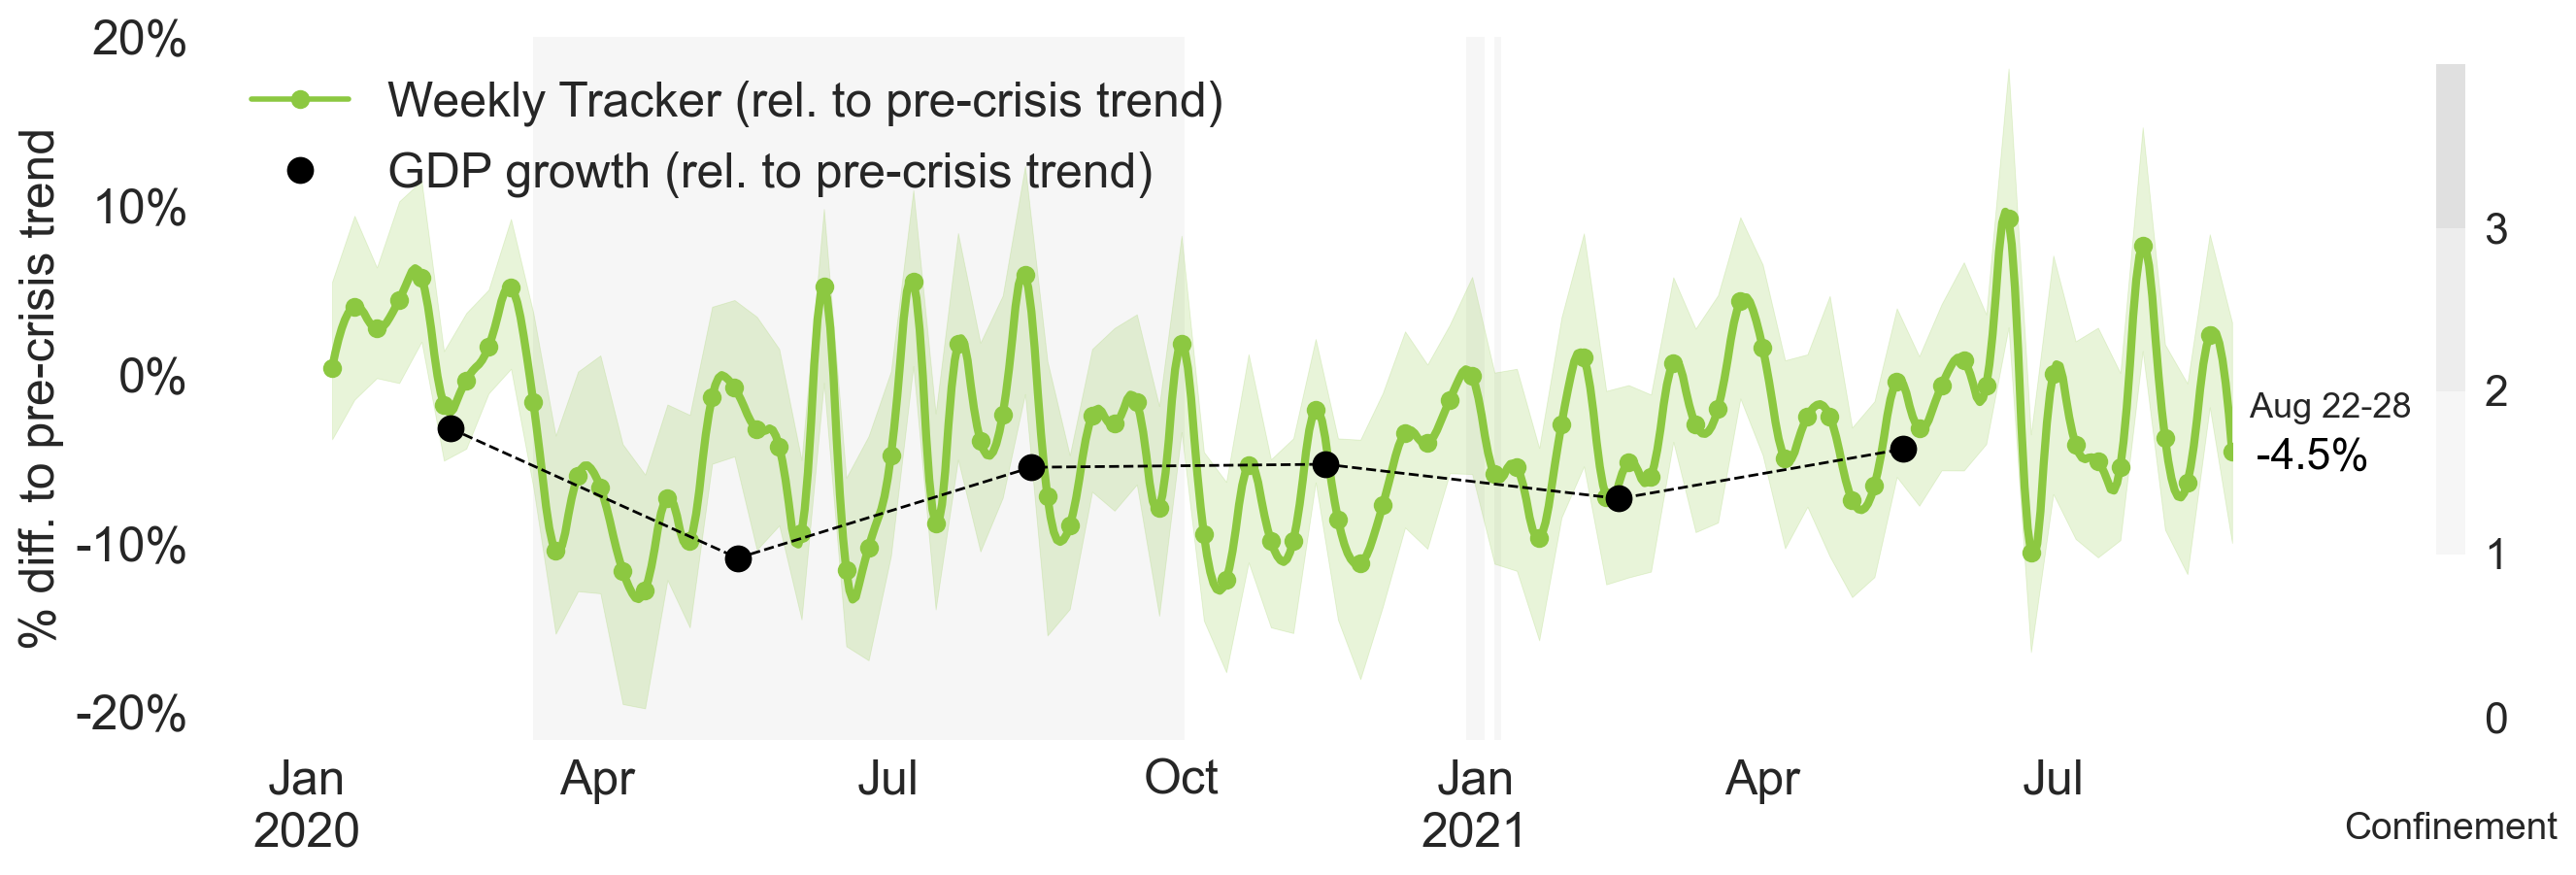 20%
10%
0%
-10%
-20%
% diff. to pre-crisis trend
Weekly Tracker (rel. to pre-crisis trend)
GDP growth (rel. to pre-crisis trend)
Aug 22-28
-4.5%
3
2
1
0
Jan Apr Jul Oct Jan Apr Jul
2020 2021
Confinement